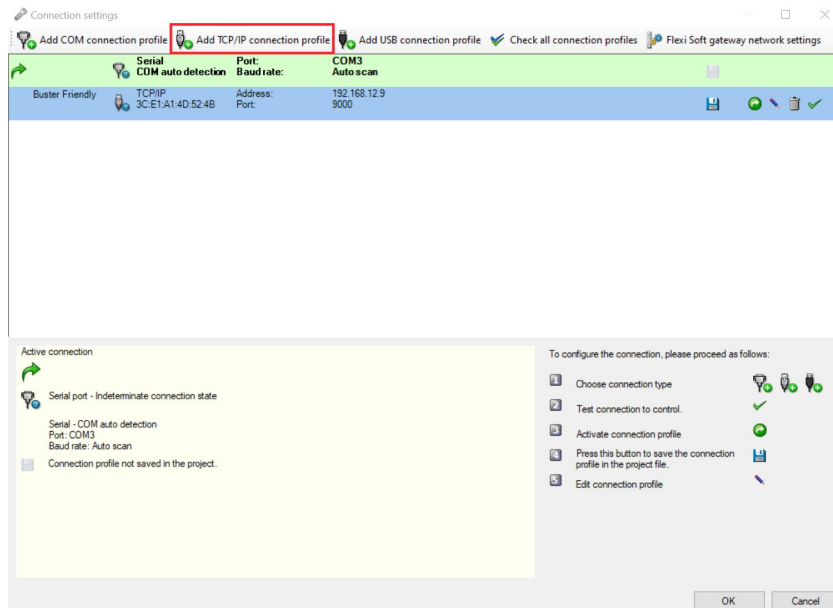 Connection settings
Add COM connection profile Add TCP/IP connection profile Add USB connection profile Check all connection profiles Flexi Soft gateway network settings
Serial Port: COM3
COM auto detection Baud rate: Auto scan
Buster Friendly TCP/IP Address: 192.168.12.9
3C:E1:A1:4D:52:4B Port: 9000
Active connection
Serial port - Indeterminate connection state
Serial - COM auto detection
Port: COM3
Baud rate: Auto scan
Connection profile not saved in the project.
To configure the connection, please proceed as follows:
1 Choose connection type
2 Test connection to control.
3 Activate connection profile
4 Press this button to save the connection
profile in the project file.
5 Edit connection profile
OK Cancel